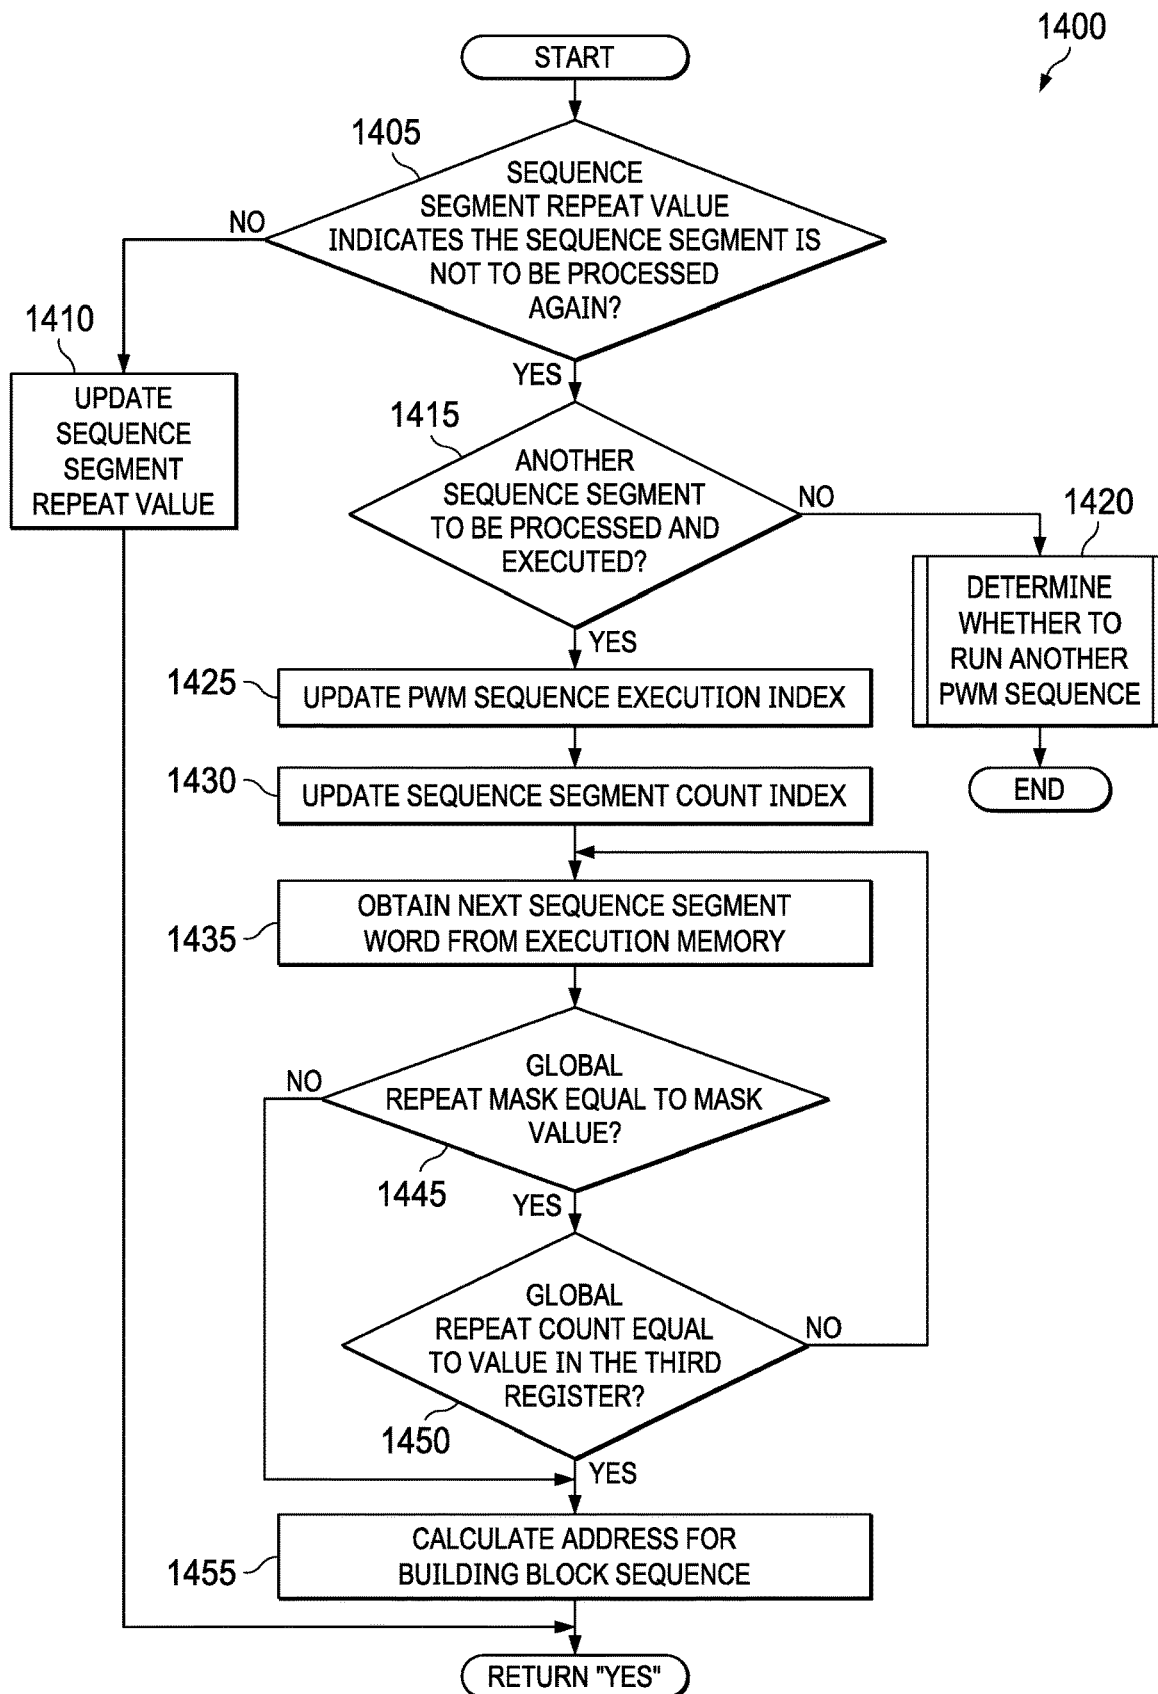 1400
START
1405
SEQUENCE
SEGMENT REPEAT VALUE
INDICATES THE SEQUENCE SEGMENT IS
NOT TO BE PROCESSED
AGAIN?
NO
YES
1410
UPDATE
SEQUENCE
SEGMENT
REPEAT VALUE
1415
ANOTHER
SEQUENCE SEGMENT
TO BE PROCESSED AND
EXECUTED?
NO
YES
1420
DETERMINE
WHETHER TO
RUN ANOTHER
PWM SEQUENCE
END
1425
UPDATE PWM SEQUENCE EXECUTION INDEX
1430
UPDATE SEQUENCE SEGMENT COUNT INDEX
1435
OBTAIN NEXT SEQUENCE SEGMENT
WORD FROM EXECUTION MEMORY
GLOBAL
REPEAT MASK EQUAL TO MASK
VALUE?
NO
1445
YES
GLOBAL
REPEAT COUNT EQUAL
TO VALUE IN THE THIRD
REGISTER?
NO
1450
YES
1455
CALCULATE ADDRESS FOR
BUILDING BLOCK SEQUENCE
RETURN "YES"